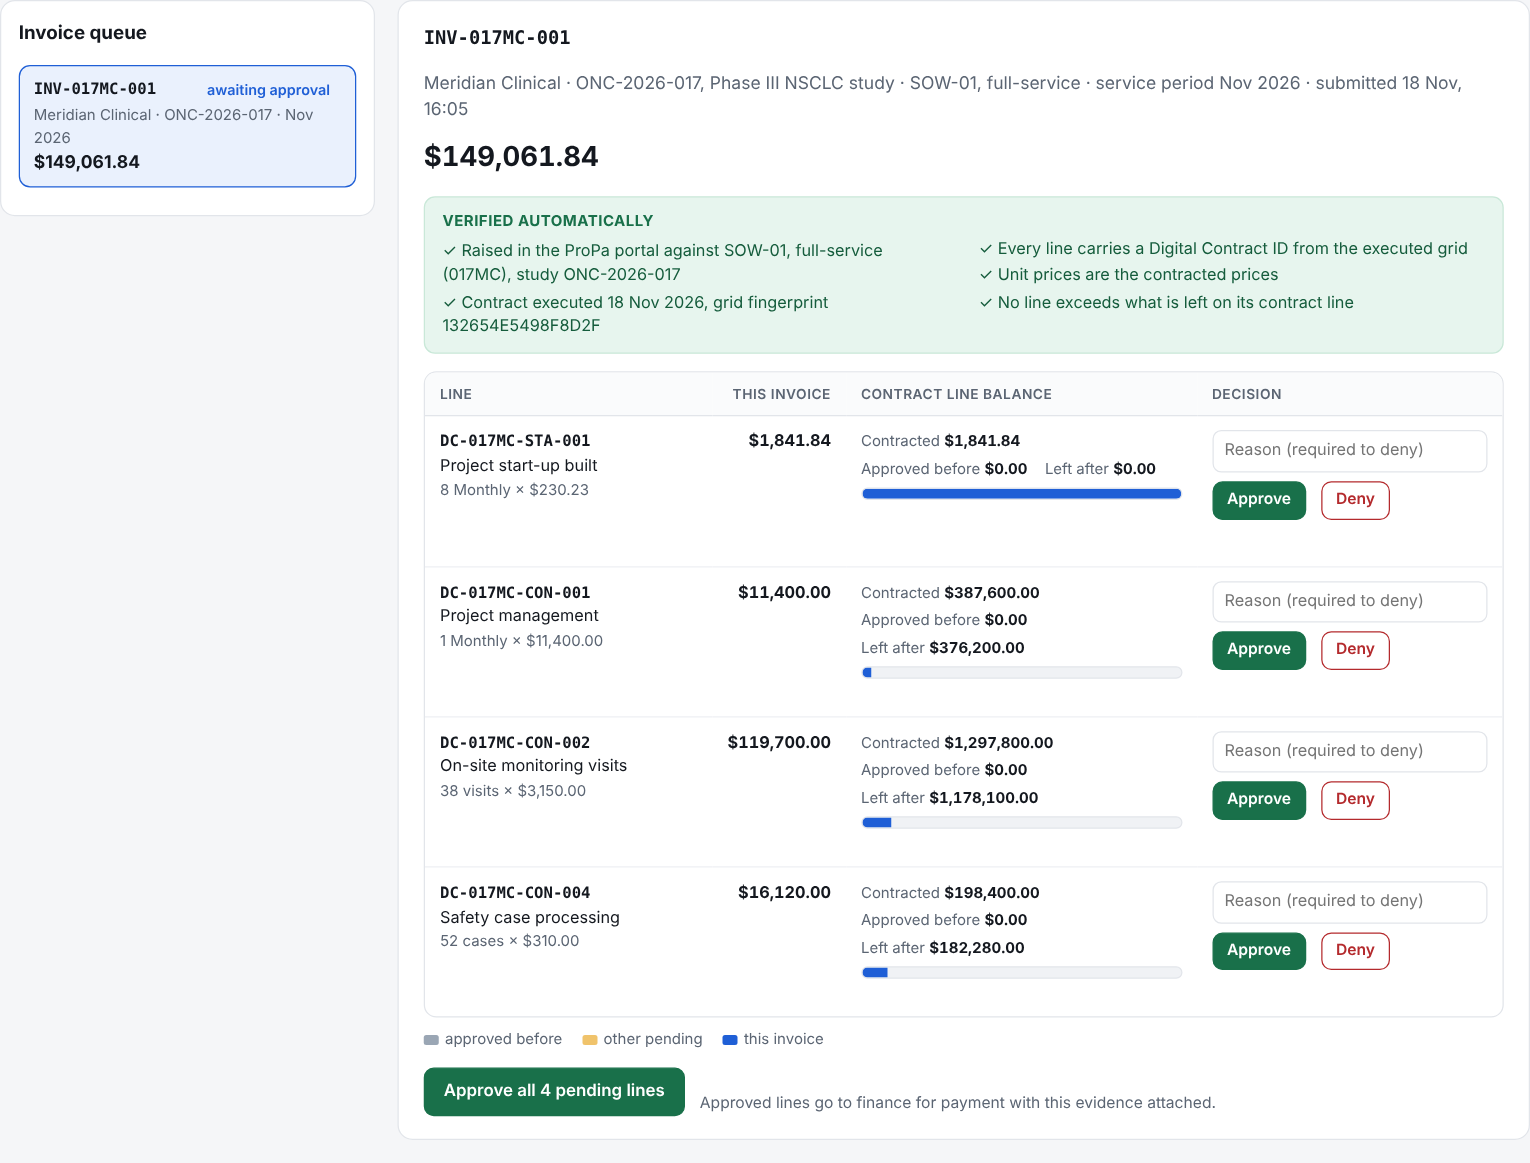 Invoice queue
INV-017MC-001 awaiting approval
Meridian Clinical · ONC-2026-017 · Nov
2026
$149,061.84
INV-017MC-001
Meridian Clinical · ONC-2026-017, Phase III NSCLC study · SOW-01, full-service · service period Nov 2026 · submitted 18 Nov,
16:05
$149,061.84
VERIFIED AUTOMATICALLY
✓ Raised in the ProPa portal against SOW-01, full-service
(017MC), study ONC-2026-017
✓ Contract executed 18 Nov 2026, grid fingerprint
132654E5498F8D2F
✓ Every line carries a Digital Contract ID from the executed grid
✓ Unit prices are the contracted prices
✓ No line exceeds what is left on its contract line
LINE THIS INVOICE CONTRACT LINE BALANCE DECISION
DC-017MC-STA-001
Project start-up built
8 Monthly × $230.23
$1,841.84
Contracted $1,841.84
Approved before $0.00 Left after $0.00
Reason (required to deny)
Approve Deny
DC-017MC-CON-001
Project management
1 Monthly × $11,400.00
$11,400.00
Contracted $387,600.00
Approved before $0.00
Left after $376,200.00
Reason (required to deny)
Approve Deny
DC-017MC-CON-002
On-site monitoring visits
38 visits × $3,150.00
$119,700.00
Contracted $1,297,800.00
Approved before $0.00
Left after $1,178,100.00
Reason (required to deny)
Approve Deny
DC-017MC-CON-004
Safety case processing
52 cases × $310.00
$16,120.00
Contracted $198,400.00
Approved before $0.00
Left after $182,280.00
Reason (required to deny)
Approve Deny
approved before other pending this invoice
Approve all 4 pending lines
Approved lines go to finance for payment with this evidence attached.